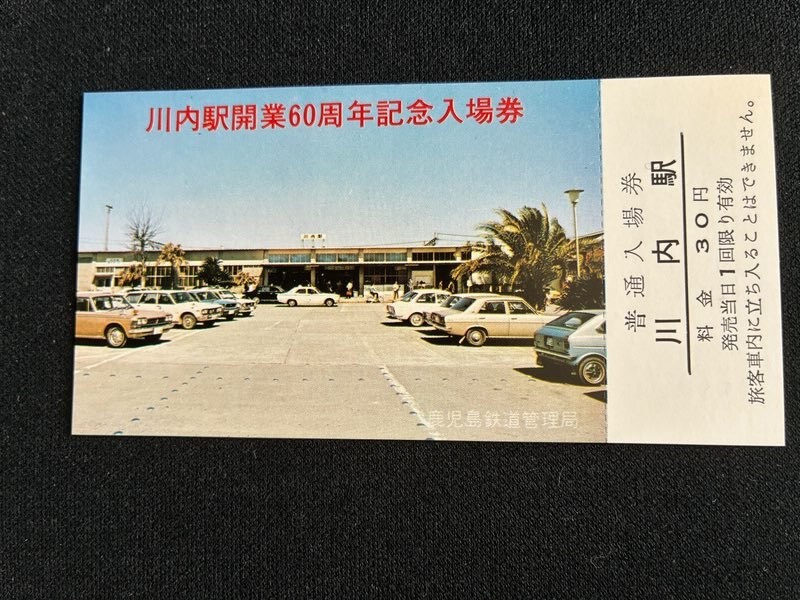 川内駅開業60周年記念入場券
川内駅
鹿児島鉄道管理局
普通入場券
川内駅
料金 30円
発売当日1回限り有効
旅客車内に立ち入ることはできません。